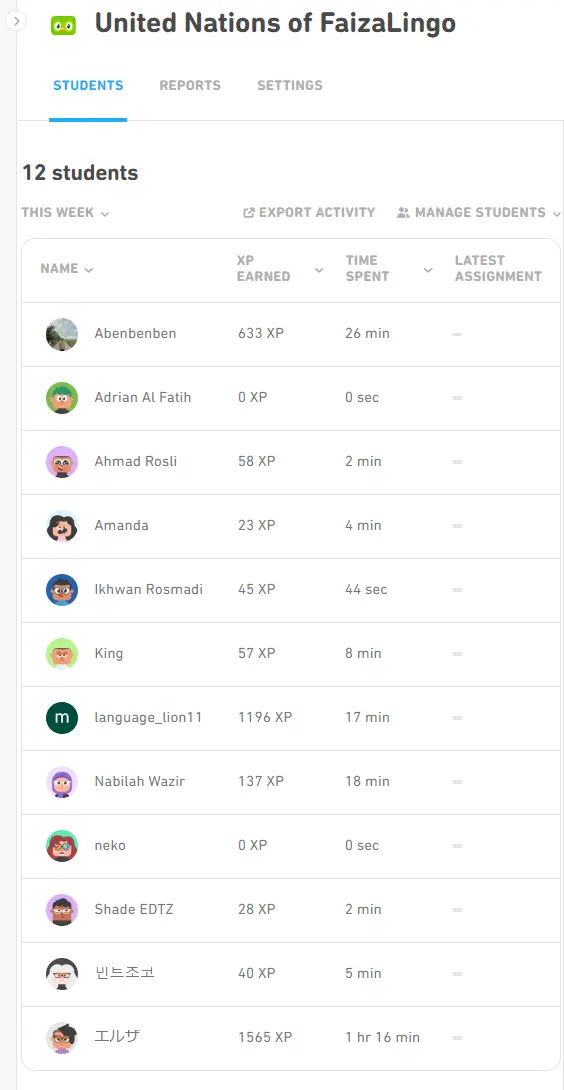 United Nations of FaizaLingo
STUDENTS REPORTS SETTINGS
12 students
THIS WEEK EXPORT ACTIVITY MANAGE STUDENTS
NAME XP EARNED TIME SPENT LATEST ASSIGNMENT
Abenbenben 633 XP 26 min –
Adrian Al Fatih 0 XP 0 sec –
Ahmad Rosli 58 XP 2 min –
Amanda 23 XP 4 min –
Ikhwan Rosmadi 45 XP 44 sec –
King 57 XP 8 min –
m language_lion11 1196 XP 17 min –
Nabilah Wazir 137 XP 18 min –
neko 0 XP 0 sec –
Shade EDTZ 28 XP 2 min –
빈트조코 40 XP 5 min –
エルザ 1565 XP 1 hr 16 min –